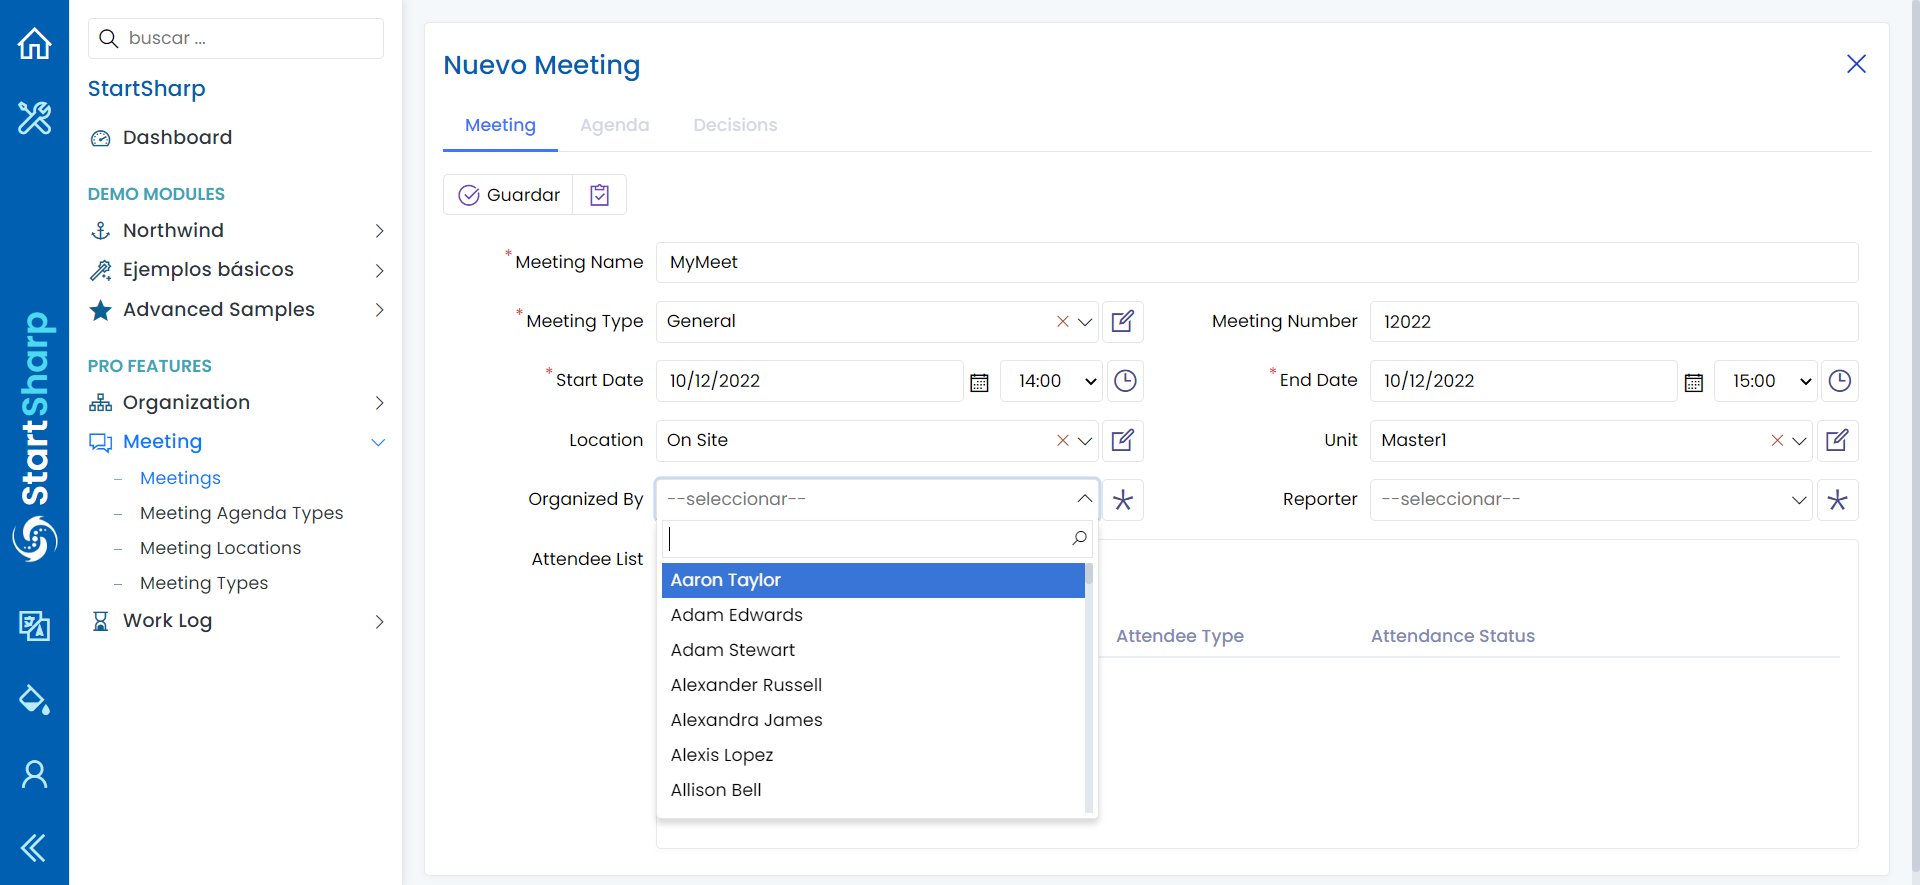 buscar ...
StartSharp
Dashboard
DEMO MODULES
Northwind
Ejemplos básicos
Advanced Samples
PRO FEATURES
Organization
Meeting
Meetings
Meeting Agenda Types
Meeting Locations
Meeting Types
Work Log
StartSharp
Nuevo Meeting
Meeting Agenda Decisions
Guardar
* Meeting Name MyMeet
* Meeting Type General Meeting Number 12022
* Start Date 10/12/2022 14:00 * End Date 10/12/2022 15:00
Location On Site Unit Master1
Organized By --seleccionar-- Reporter --seleccionar--
Attendee List
Aaron Taylor
Adam Edwards
Adam Stewart
Alexander Russell
Alexandra James
Alexis Lopez
Allison Bell
Attendee Type Attendance Status